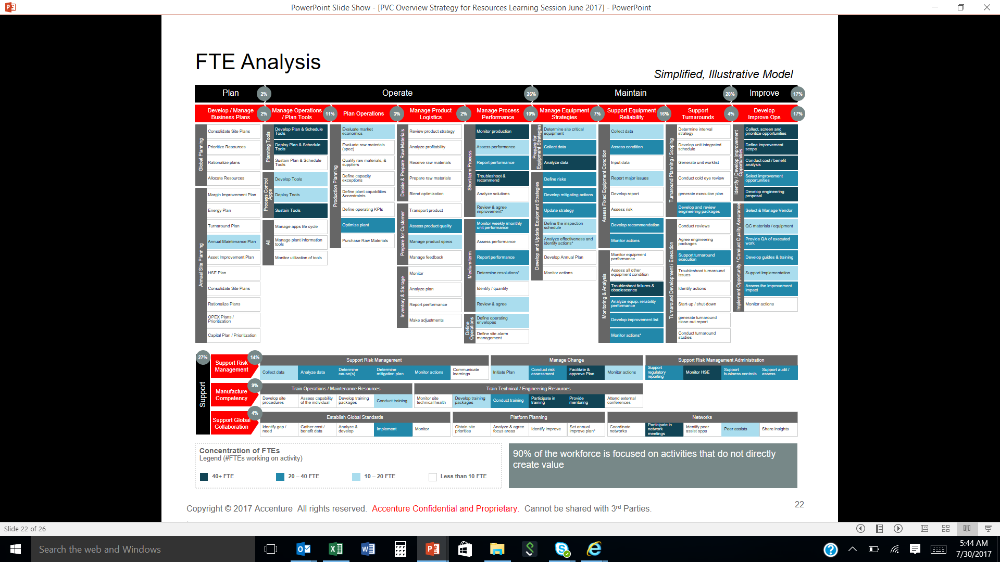 PowerPoint Slide Show - [PVC Overview Strategy for Resources Learning Session June 2017] - PowerPoint
FTE Analysis
Simplified, Illustrative Model
Plan
2%
Operate
26%
Maintain
28%
Improve
17%
Develop / Manage
Business Plans
2%
Manage Operations
/ Plan Tools
11%
Plan Operations
3%
Manage Product
Logistics
2%
Manage Process
Performance
10%
Manage Equipment
Strategies
7%
Support Equipment
Reliability
16%
Support
Turnarounds
4%
Develop
Improve Ops
17%
Global Planning
Consolidate Site Plans
Prioritize Resources
Rationalize plans
Allocate Resources
Annual Site Planning
Margin Improvement Plan
Energy Plan
Turnaround Plan
Annual Maintenance Plan
Asset Improvement Plan
HSE Plan
Consolidate Site Plans
Rationalize Plans
OPEX Plans /
Prioritization
Capital Plan / Prioritization
Planning Tools
Develop Plan & Schedule
Tools
Deploy Plan & Schedule
Tools
Sustain Plan & Schedule
Tools
Process Control
Apps
Develop Tools
Deploy Tools
Sustain Tools
All
Manage apps life cycle
Manage plant information
tools
Monitor utilization of tools
Production Planning
Evaluate market
economics
Evaluate raw materials
(spec)
Qualify raw materials, &
suppliers
Define capacity
exceptions
Define plant capabilities
&constraints
Define operating KPIs
Optimize plant
Purchase Raw Materials
Decide & Prepare Raw Materials
Review product strategy
Analyze profitability
Receive raw materials
Prepare raw materials
Blend optimization
Prepare for Customer
Transport product
Assess product quality
Manage product specs
Manage feedback
Inventory & Storage
Monitor
Analyze plan
Report performance
Make adjustments
Short-term Process
Monitor production
Assess performance
Report performance
Troubleshoot &
recommend
Analyze solutions
Review & agree
improvement*
Medium-term
Monitor weekly /monthly
unit performance
Assess performance
Report performance
Determine resolutions*
Identify / quantify
Review & agree
Define
Operations
Define operating
envelopes
Define site alarm
management
Prepare for
Equipment Strategies
Determine site critical
equipment
Collect data
Analyze data
Develop and Update Equipment Strategies
Define risks
Develop mitigating actions
Update strategy
Define the inspection
schedule
Analyze effectiveness and
identify actions*
Develop Annual Plan
Monitor actions
Assess Fixed Equipment Condition
Collect data
Assess condition
Input data
Report major issues
Develop report
Assess risk
Develop recommendation
Monitor actions
Monitoring & Analysis
Monitor equipment
performance
Assess all other
equipment condition
Troubleshoot failures &
obsolescence
Analyze equip. reliability
performance
Develop improvement list
Monitor actions*
Turnaround Planning / Scoping
Determine interval
strategy
Develop unit integrated
schedule
Generate unit worklist
Conduct cold eye review
generate execution plan
Develop and review
engineering packages
Turnaround Development / Execution
Conduct reviews
Agree engineering
packages
Support turnaround
execution
Troubleshoot turnaround
issues
Identify actions
Start-up / shut-down
generate turnaround
close-out report
Conduct turnaround
studies
Identify / Develop Improvement
Opportunities
Collect, screen and
prioritize opportunities
Define improvement
scope
Conduct cost / benefit
analysis
Select improvement
opportunities
Develop engineering
proposal
Implement Opportunity / Conduct Quality Assurance
Select & Manage Vendor
QC materials / equipment
Provide QA of executed
work
Develop guides & training
Support Implementation
Assess the improvement
impact
Monitor actions
27%
Support
Support Risk
Management
14%
Support Risk Management
Collect data
Analyze data
Determine
cause(s)
Determine
mitigation plan
Monitor actions
Communicate
learnings
Manage Change
Initiate Plan
Conduct risk
assessment
Facilitate &
approve Plan
Monitor actions
Support Risk Management Administration
Support
regulatory
reporting
Monitor HSE
Support
business controls
Support audit /
assess
Manufacture
Competency
9%
Train Operations / Maintenance Resources
Develop site
procedures
Assess capability
of the individual
Develop training
packages
Conduct training
Train Technical / Engineering Resources
Monitor site
technical health
Develop training
packages
Conduct training
Participate in
training
Provide
mentoring
Attend external
conferences
Support Global
Collaboration
4%
Establish Global Standards
Identify gap /
need
Gather cost /
benefit data
Analyze &
develop
Implement
Monitor
Platform Planning
Obtain site
priorities
Analyze & agree
focus areas
Identify improve
Set annual
improve plan*
Networks
Coordinate
networks
Participate in
network
meetings
Identify peer
assist opps
Peer assists
Share insights
Concentration of FTEs
Legend (#FTEs working on activity)
40+ FTE
20 – 40 FTE
10 – 20 FTE
Less than 10 FTE
90% of the workforce is focused on activities that do not directly
create value
Copyright © 2017 Accenture All rights reserved. Accenture Confidential and Proprietary. Cannot be shared with 3rd Parties.
.
22
Slide 22 of 26
Search the web and Windows
5:44 AM
7/30/2017